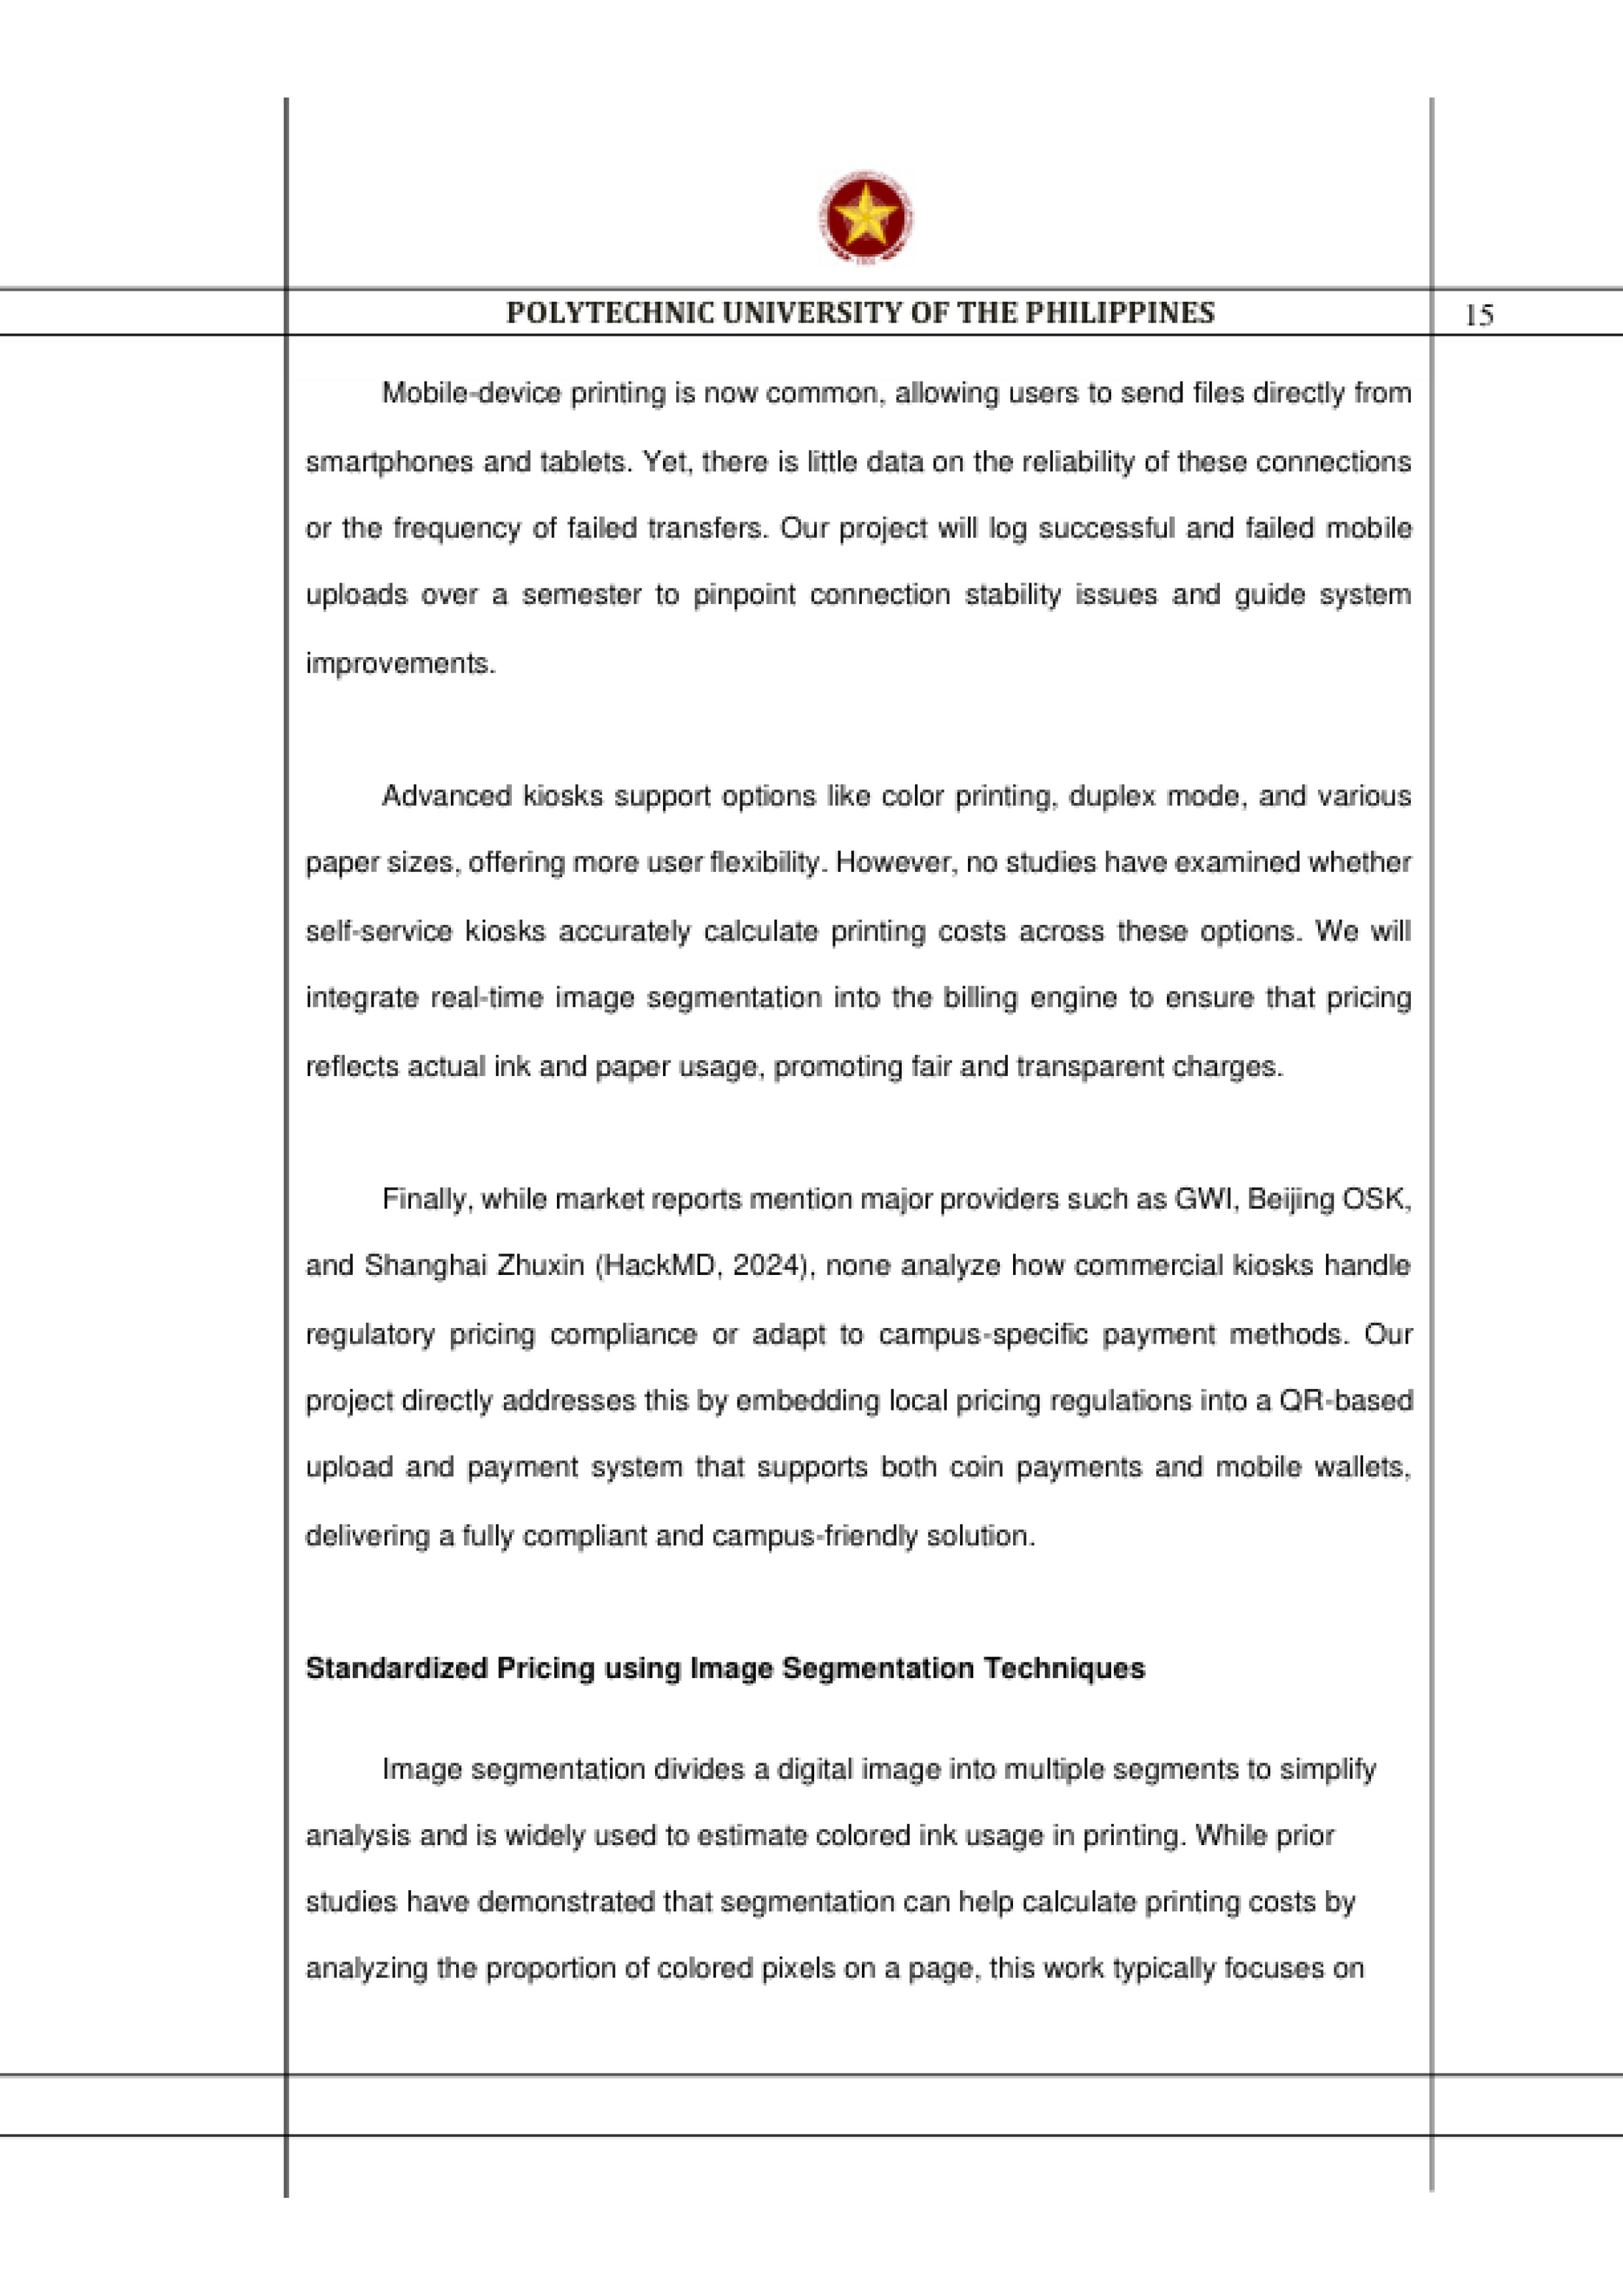 POLYTECHNIC UNIVERSITY OF THE PHILIPPINES
15
Mobile-device printing is now common, allowing users to send files directly from
smartphones and tablets. Yet, there is little data on the reliability of these connections
or the frequency of failed transfers. Our project will log successful and failed mobile
uploads over a semester to pinpoint connection stability issues and guide system
improvements.
Advanced kiosks support options like color printing, duplex mode, and various
paper sizes, offering more user flexibility. However, no studies have examined whether
self-service kiosks accurately calculate printing costs across these options. We will
integrate real-time image segmentation into the billing engine to ensure that pricing
reflects actual ink and paper usage, promoting fair and transparent charges.
Finally, while market reports mention major providers such as GWI, Beijing OSK,
and Shanghai Zhuxin (HackMD, 2024), none analyze how commercial kiosks handle
regulatory pricing compliance or adapt to campus-specific payment methods. Our
project directly addresses this by embedding local pricing regulations into a QR-based
upload and payment system that supports both coin payments and mobile wallets,
delivering a fully compliant and campus-friendly solution.
Standardized Pricing using Image Segmentation Techniques
Image segmentation divides a digital image into multiple segments to simplify
analysis and is widely used to estimate colored ink usage in printing. While prior
studies have demonstrated that segmentation can help calculate printing costs by
analyzing the proportion of colored pixels on a page, this work typically focuses on